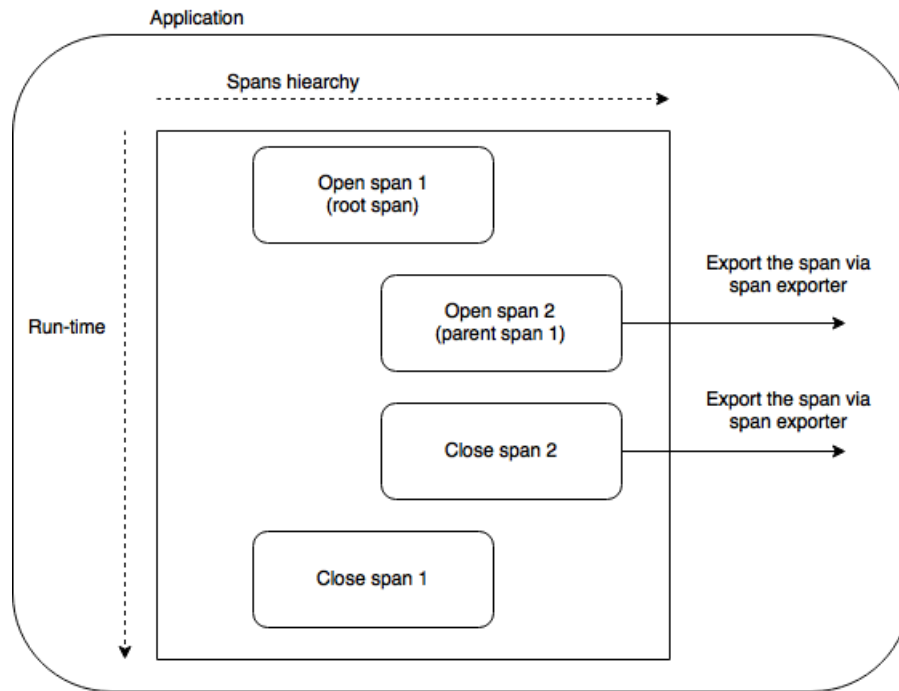 Application
Spans hiearchy
Open span 1
(root span)
Export the span via
span exporter
Open span 2
(parent span 1)
Run-time
Export the span via
span exporter
Close span 2
Close span 1